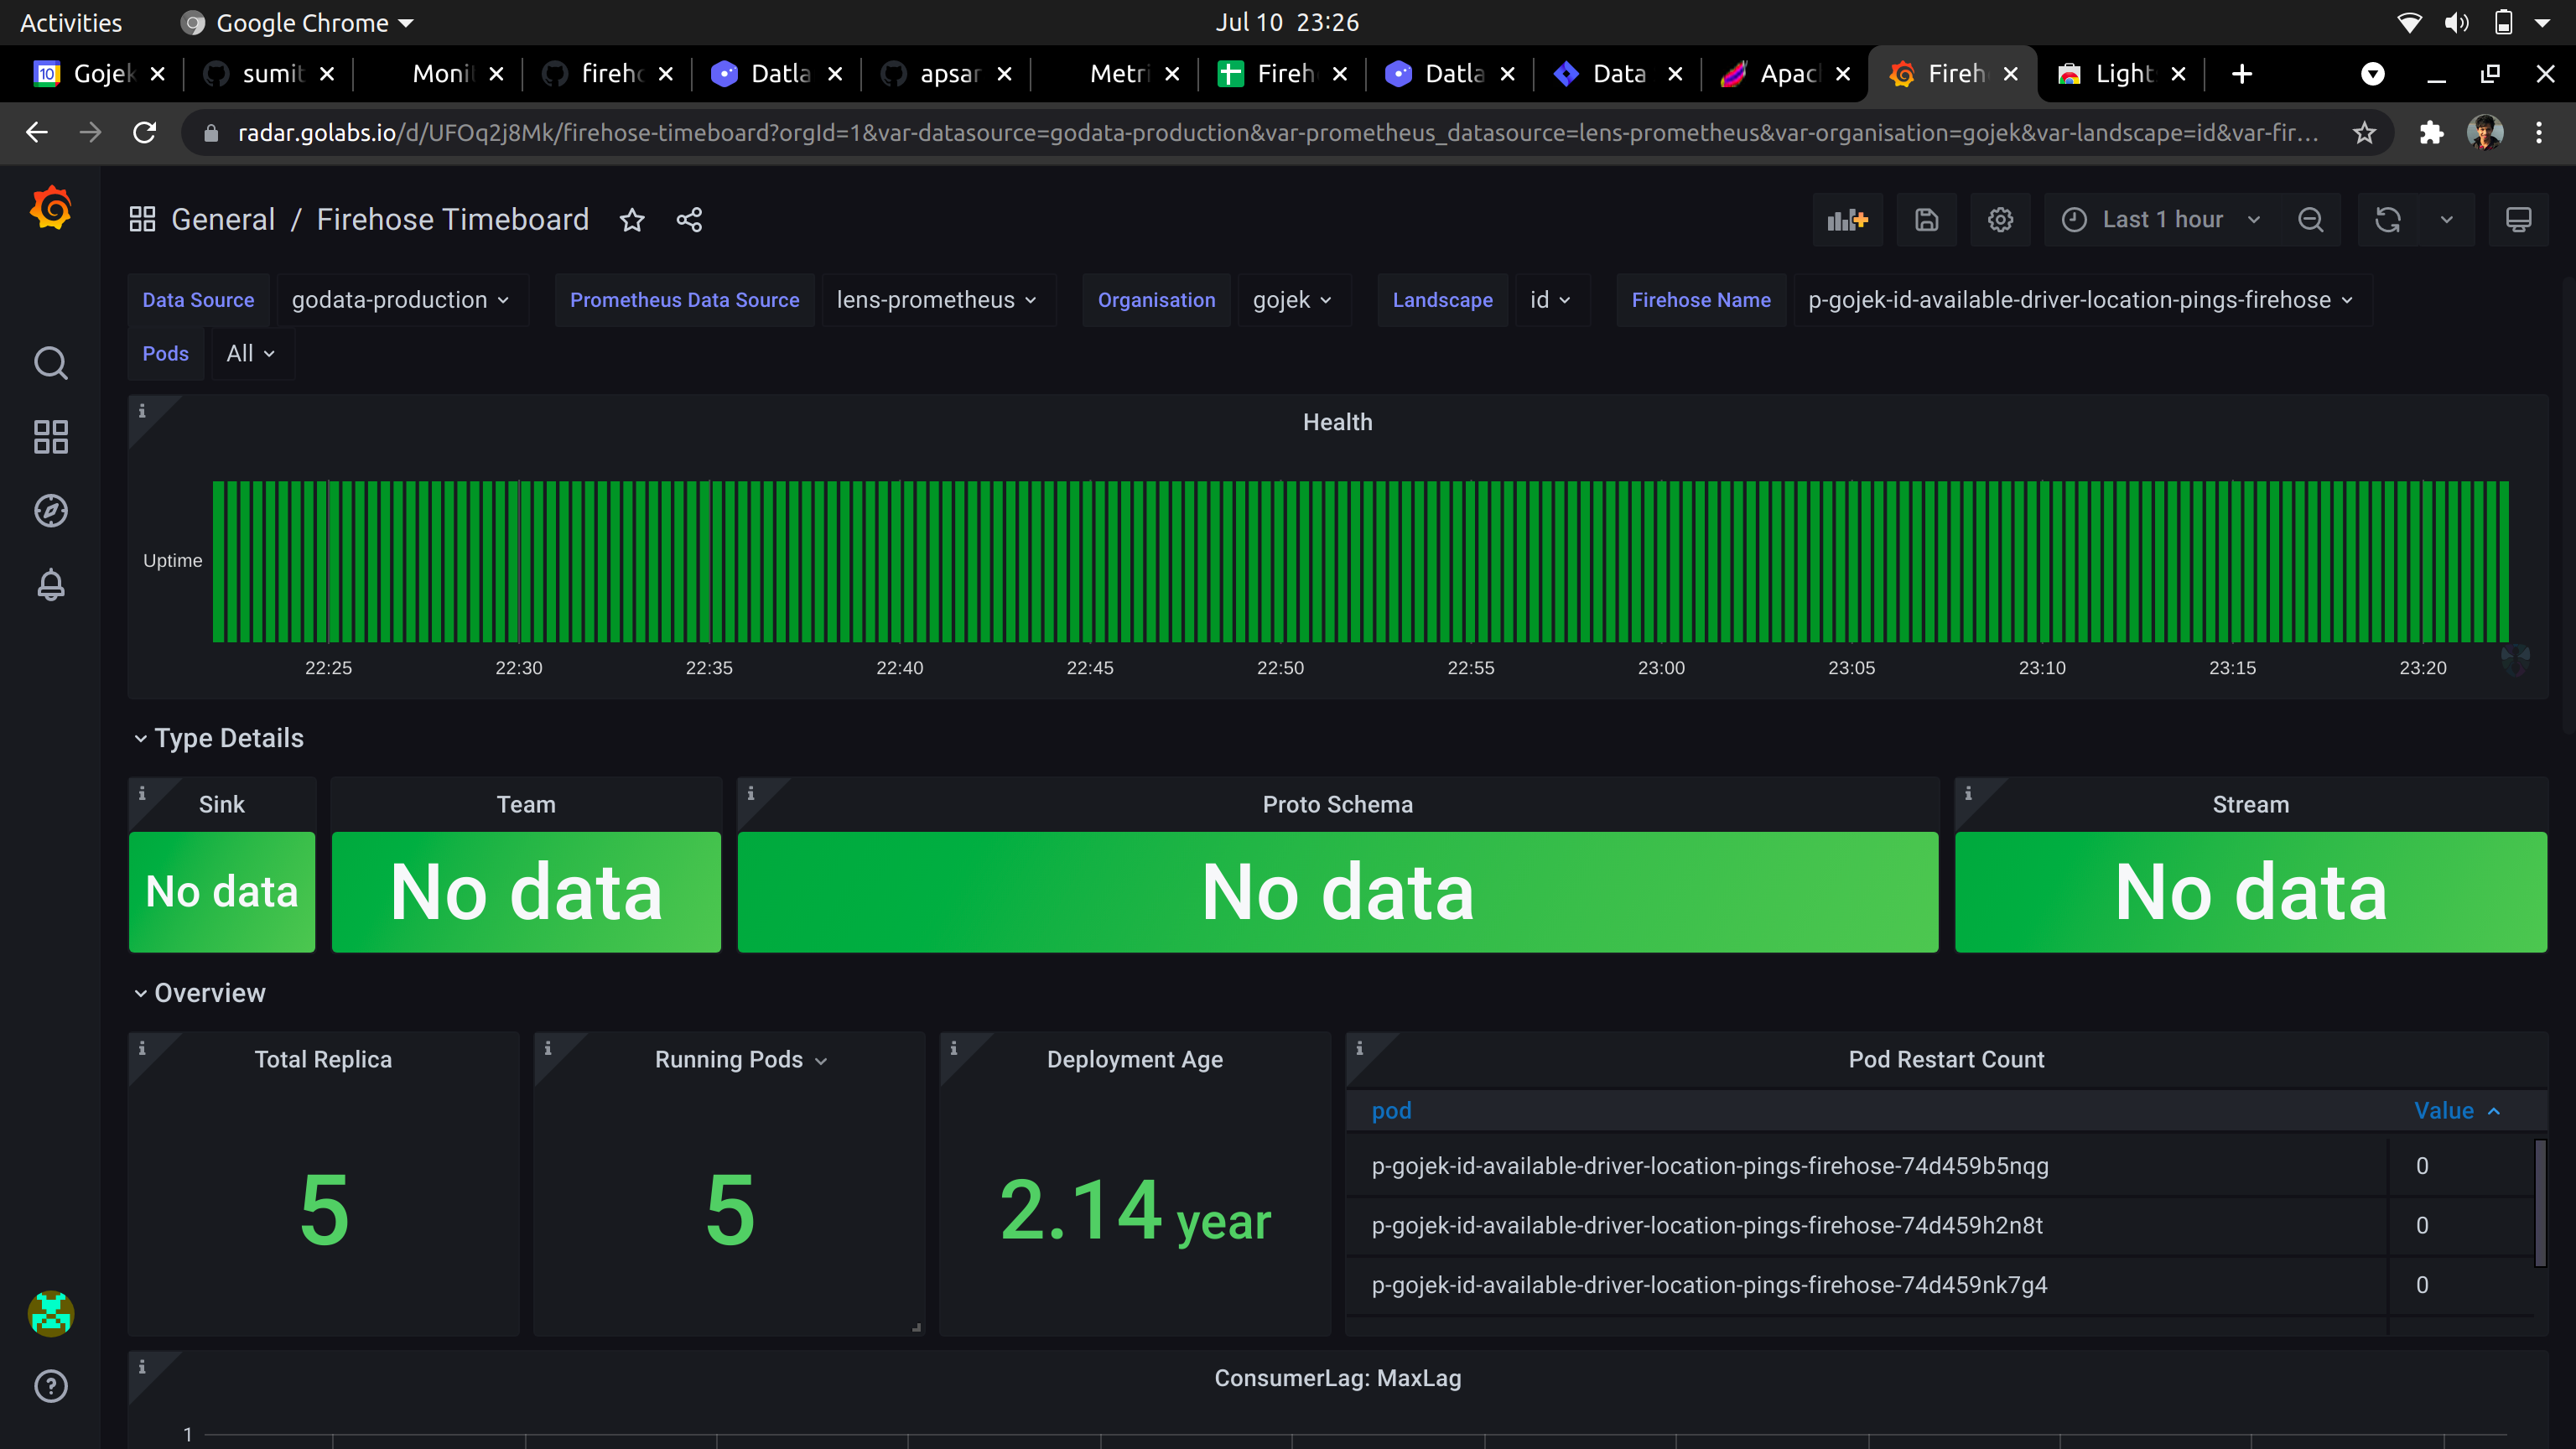 Activities Google Chrome Jul 10 23:26
Gojek sumit Monit fireho Datla apsar Metri Fireh Datla Data Apacl Fireh Light
radar.golabs.io/d/UFOq2j8Mk/firehose-timeboard?orgId=1&var-datasource=godata-production&var-prometheus_datasource=lens-prometheus&var-organisation=gojek&var-landscape=id&var-fir...
General / Firehose Timeboard Last 1 hour
Data Source godata-production Prometheus Data Source lens-prometheus Organisation gojek Landscape id Firehose Name p-gojek-id-available-driver-location-pings-firehose
Pods All
Health
Uptime
22:25 22:30 22:35 22:40 22:45 22:50 22:55 23:00 23:05 23:10 23:15 23:20
Type Details
Sink Team Proto Schema Stream
No data No data No data No data
Overview
Total Replica Running Pods Deployment Age Pod Restart Count
pod Value
5 5 2.14 year
p-gojek-id-available-driver-location-pings-firehose-74d459b5nqg 0
p-gojek-id-available-driver-location-pings-firehose-74d459h2n8t 0
p-gojek-id-available-driver-location-pings-firehose-74d459nk7g4 0
ConsumerLag: MaxLag
1